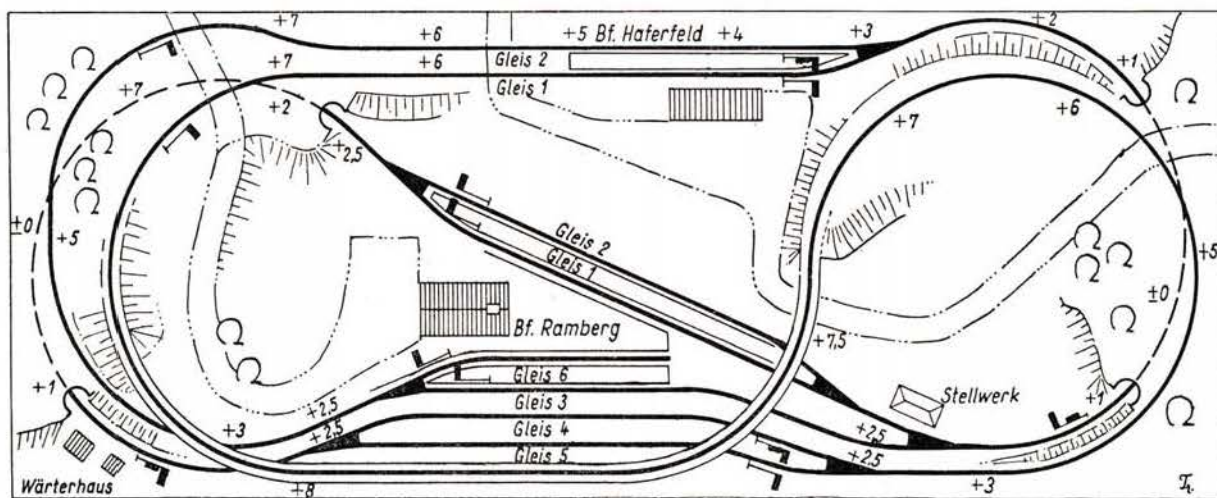 +7 +6 +5 Bf. Haferfeld +4 +3 +2
+7 +6 Gleis 2 +1
Gleis 1
+7 +2 +7 +6
+2,5
±0 +5 Gleis 2 +5
Gleis 1 ±0
Bf. Ramberg +7,5
Gleis 6
+1 +2,5 Gleis 3 Stellwerk +1
+3 +2,5 Gleis 4 +2,5
Gleis 5 +2,5
Wärterhaus +8 +3